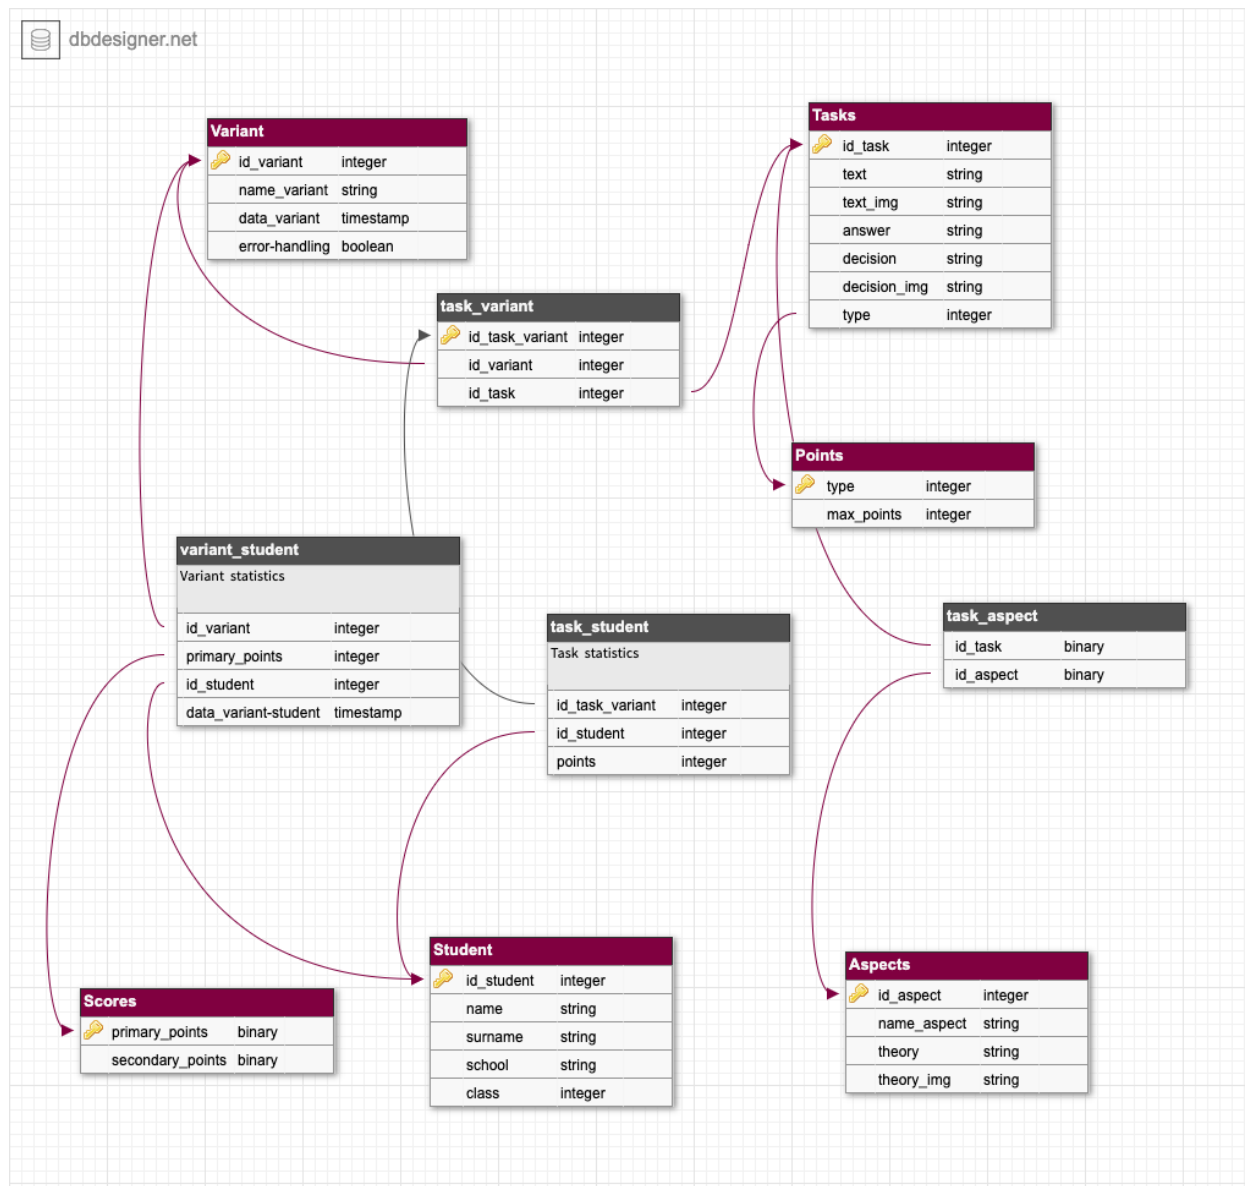 dbdesigner.net
Variant
id_variant integer
name_variant string
data_variant timestamp
error-handling boolean
Tasks
id_task integer
text string
text_img string
answer string
decision string
decision_img string
type integer
task_variant
id_task_variant integer
id_variant integer
id_task integer
Points
type integer
max_points integer
variant_student
Variant statistics
id_variant integer
primary_points integer
id_student integer
data_variant-student timestamp
task_student
Task statistics
id_task_variant integer
id_student integer
points integer
task_aspect
id_task binary
id_aspect binary
Student
id_student integer
name string
surname string
school string
class integer
Aspects
id_aspect integer
name_aspect string
theory string
theory_img string
Scores
primary_points binary
secondary_points binary